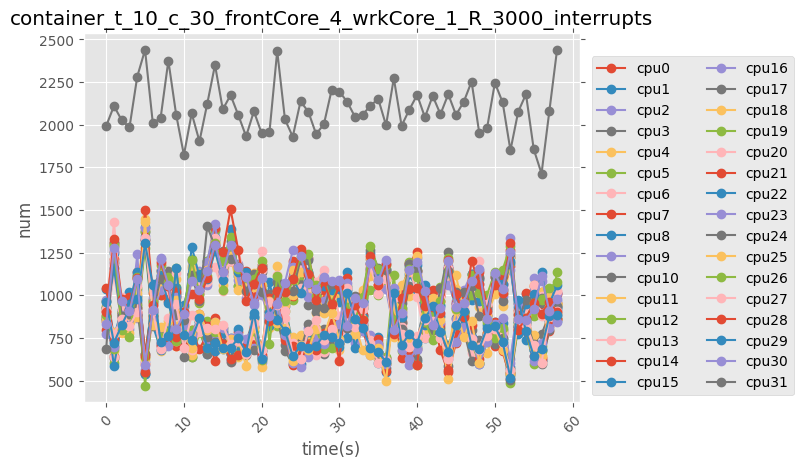 container_t_10_c_30_frontCore_4_wrkCore_1_R_3000_interrupts
2500
2250
2000
1750
1500
1250
1000
750
500
num
0
10
20
30
40
50
60
time(s)
cpu0
cpu1
cpu2
cpu3
cpu4
cpu5
cpu6
cpu7
cpu8
cpu9
cpu10
cpu11
cpu12
cpu13
cpu14
cpu15
cpu16
cpu17
cpu18
cpu19
cpu20
cpu21
cpu22
cpu23
cpu24
cpu25
cpu26
cpu27
cpu28
cpu29
cpu30
cpu31